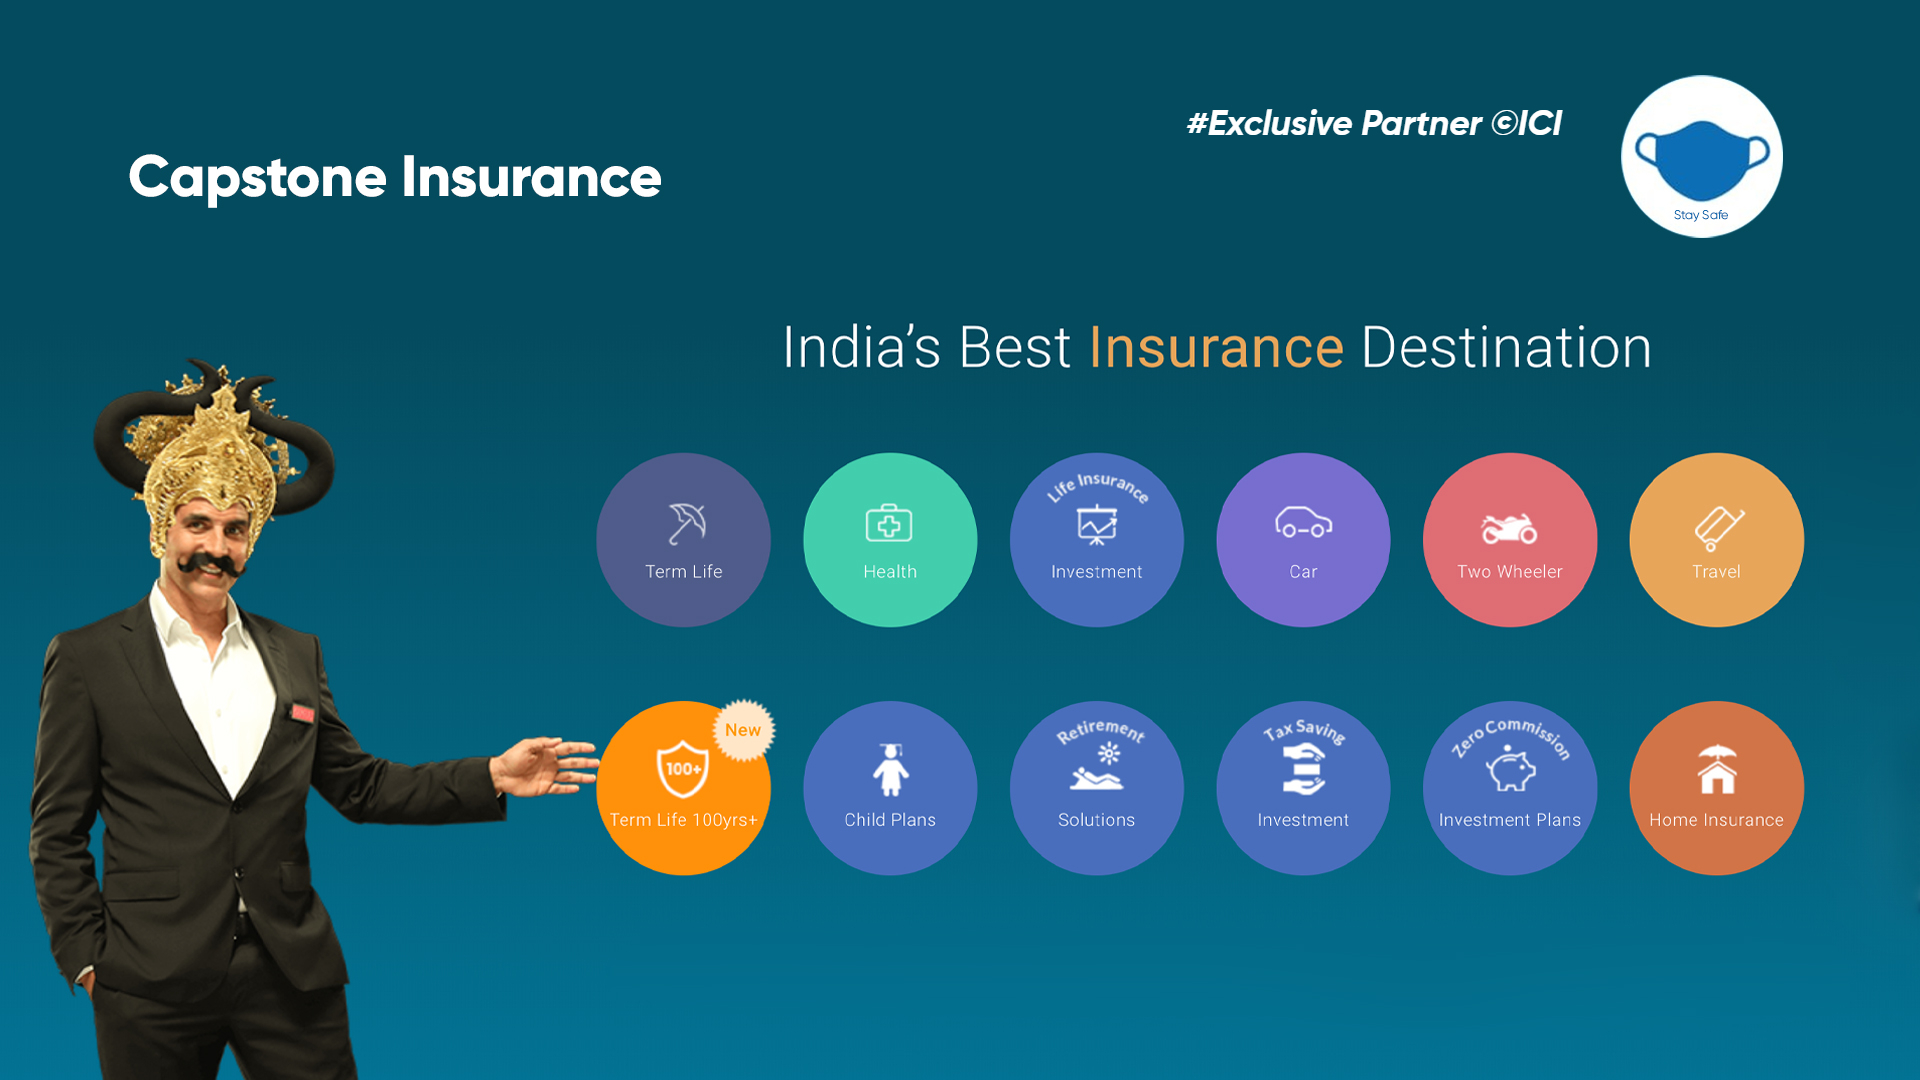 #Exclusive Partner ©ICI
Capstone Insurance
Stay Safe
India's Best Insurance Destination
Term Life
Health
Life Insurance
Investment
Car
Two Wheeler
Travel
New
100+
Term Life 100yrs+
Child Plans
Retirement
Solutions
Tax Saving
Investment
Zero Commission
Investment Plans
Home Insurance